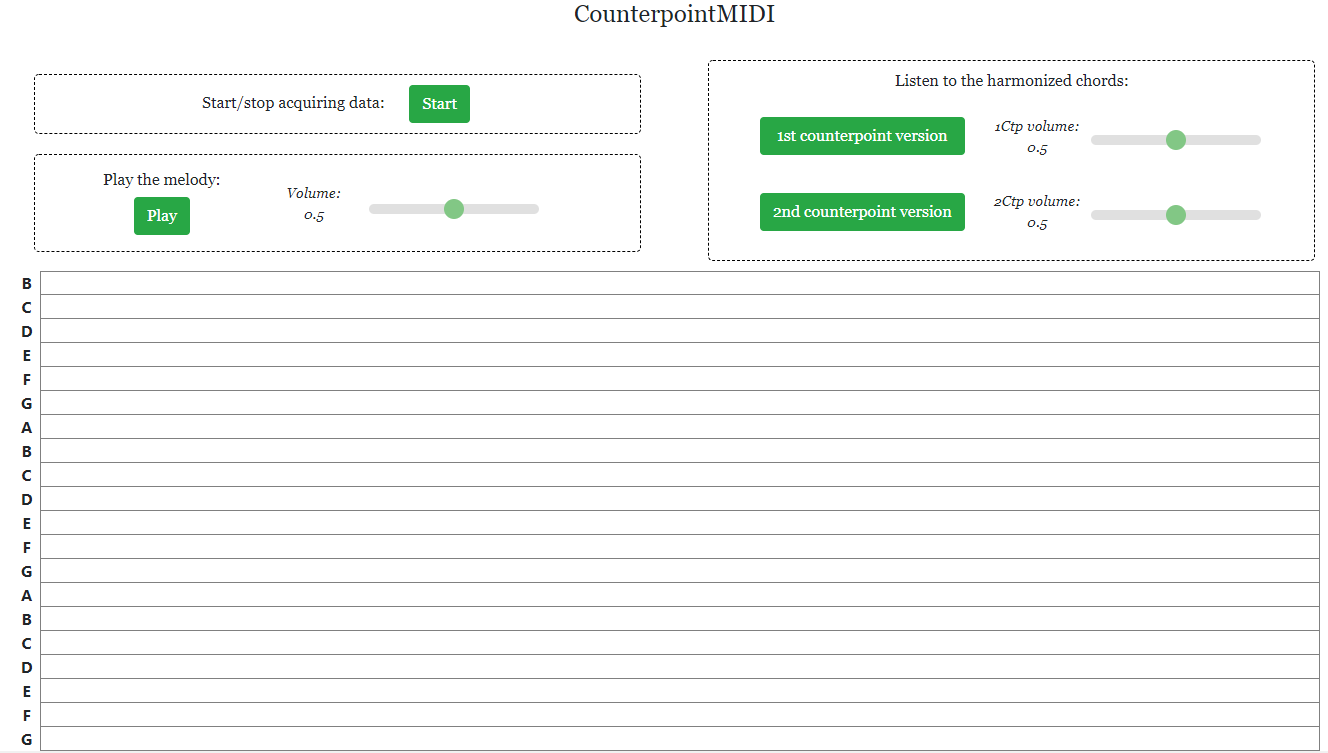 CounterpointMIDI
Start/stop acquiring data:
Start
Play the melody:
Play
Volume:
0.5
Listen to the harmonized chords:
1st counterpoint version
1Ctp volume:
0.5
2nd counterpoint version
2Ctp volume:
0.5
B
C
D
E
F
G
A
B
C
D
E
F
G
A
B
C
D
E
F
G